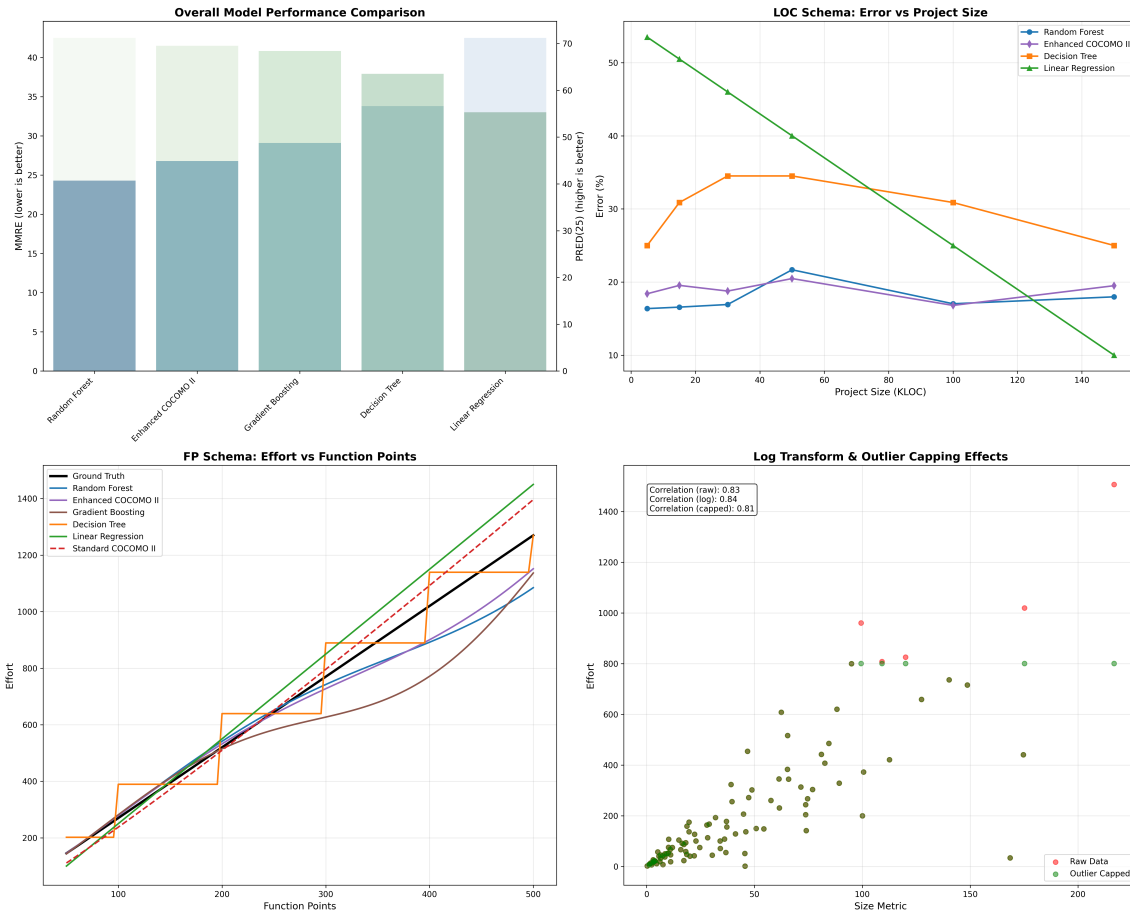 Overall Model Performance Comparison
MMRE (lower is better)
40
35
30
25
20
15
10
5
0
70
60
50
40
30
20
10
0
PRED(25) (higher is better)
Random Forest
Enhanced COCOMO II
Gradient Boosting
Decision Tree
Linear Regression
LOC Schema: Error vs Project Size
Random Forest
Enhanced COCOMO II
Decision Tree
Linear Regression
Error (%)
50
40
30
20
10
0 20 40 60 80 100 120 140
Project Size (KLOC)
FP Schema: Effort vs Function Points
Ground Truth
Random Forest
Enhanced COCOMO II
Gradient Boosting
Decision Tree
Linear Regression
Standard COCOMO II
Effort
1400
1200
1000
800
600
400
200
100 200 300 400 500
Function Points
Log Transform & Outlier Capping Effects
Correlation (raw): 0.83
Correlation (log): 0.84
Correlation (capped): 0.81
Effort
1400
1200
1000
800
600
400
200
0
Raw Data
Outlier Capped
0 50 100 150 200
Size Metric